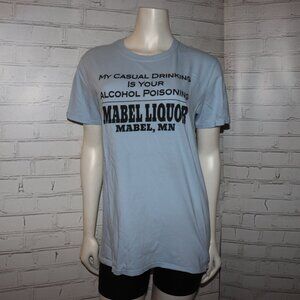 MY CASUAL DRINKING
IS YOUR
ALCOHOL POISONING
MABEL LIQUOR
MABEL, MN